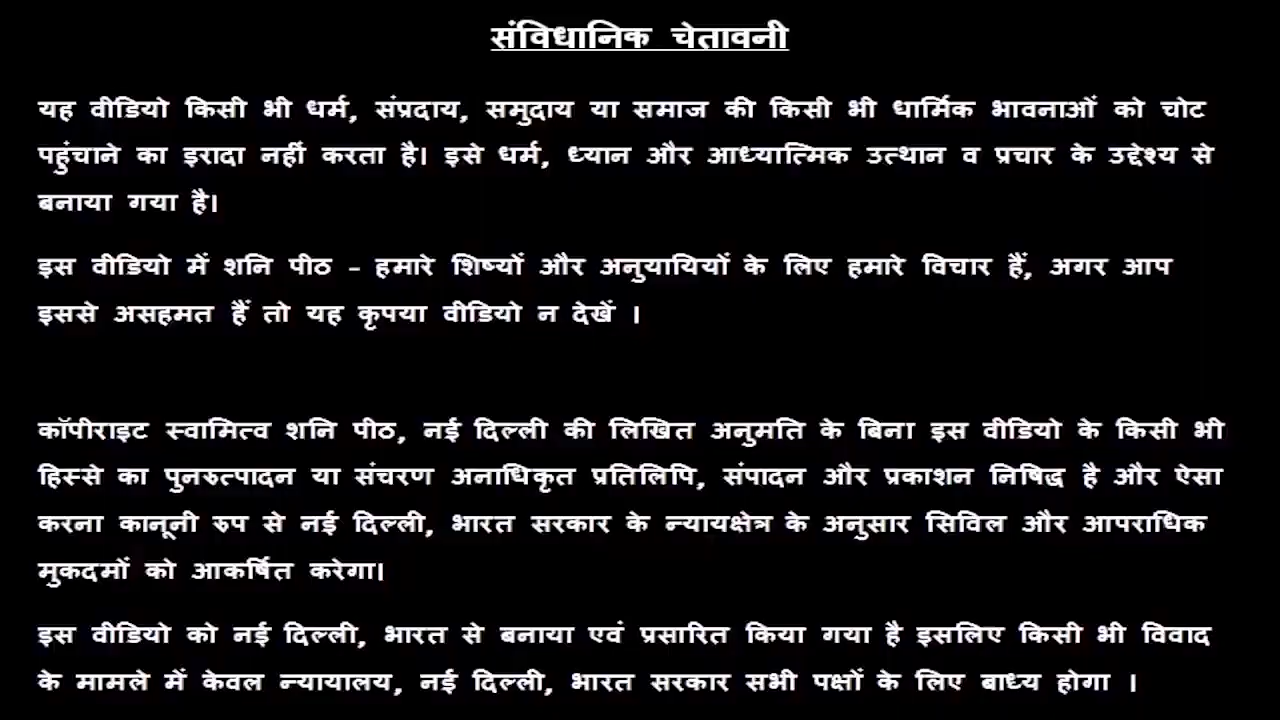 संविधानिक चेतावनी
यह वीडियो किसी भी धर्म, संप्रदाय, समुदाय या समाज की किसी भी धार्मिक भावनाओं को चोट
पहुंचाने का इरादा नहीं करता है। इसे धर्म, ध्यान और आध्यात्मिक उत्थान व प्रचार के उद्देश्य से
बनाया गया है।
इस वीडियो में शनि पीठ – हमारे शिष्यों और अनुयायियों के लिए हमारे विचार हैं, अगर आप
इससे असहमत हैं तो यह कृपया वीडियो न देखें ।
कॉपीराइट स्वामित्व शनि पीठ, नई दिल्ली की लिखित अनुमति के बिना इस वीडियो के किसी भी
हिस्से का पुनरुत्पादन या संचरण अनाधिकृत प्रतिलिपि, संपादन और प्रकाशन निषिद्ध है और ऐसा
करना कानूनी रुप से नई दिल्ली, भारत सरकार के न्यायक्षेत्र के अनुसार सिविल और आपराधिक
मुकदमों को आकर्षित करेगा।
इस वीडियो को नई दिल्ली, भारत से बनाया एवं प्रसारित किया गया है इसलिए किसी भी विवाद
के मामले में केवल न्यायालय, नई दिल्ली, भारत सरकार सभी पक्षों के लिए बाध्य होगा ।